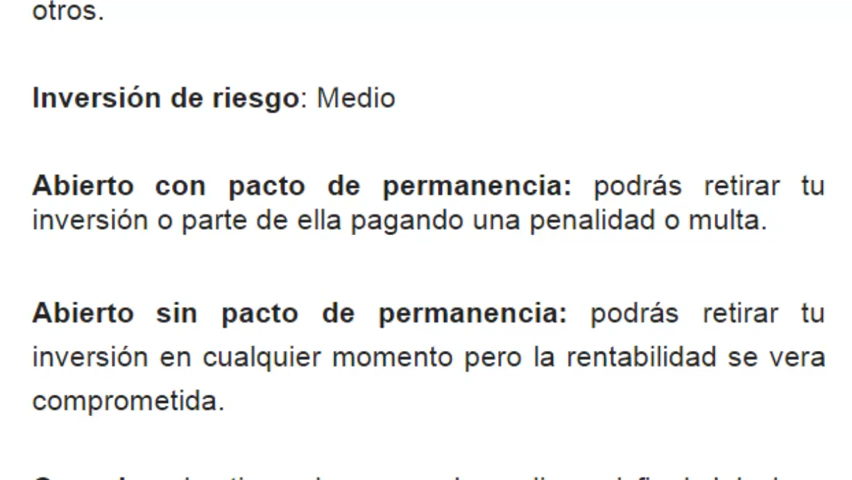 otros.
Inversión de riesgo: Medio
Abierto con pacto de permanencia: podrás retirar tu
inversión o parte de ella pagando una penalidad o multa.
Abierto sin pacto de permanencia: podrás retirar tu
inversión en cualquier momento pero la rentabilidad se vera
comprometida.